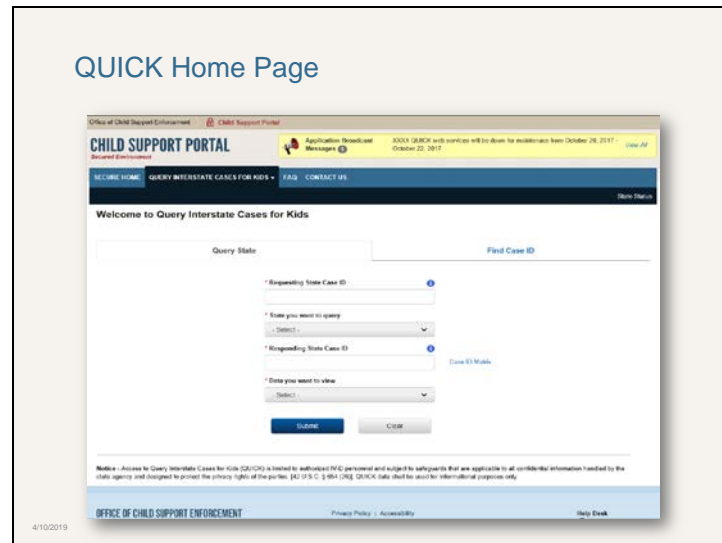 QUICK Home Page
Office of Child Support Enforcement Child Support Portal
CHILD SUPPORT PORTAL
Secured Environment
Application Broadcast Messages
XXXX QUICK web services will be down for maintenance from October 20, 2017 - October 22, 2017
View All
SECURE HOME QUERY INTERSTATE CASES FOR KIDS FAQ CONTACT US
State Status
Welcome to Query Interstate Cases for Kids
Query State Find Case ID
* Requesting State Case ID
* State you want to query
- Select -
* Responding State Case ID
Case ID Matrix
* Data you want to view
- Select -
Submit Clear
Notice - Access to Query Interstate Cases for Kids (QUICK) is limited to authorized IV-D personnel and subject to safeguards that are applicable to all confidential information handled by the
state agency and designed to protect the privacy rights of the parties. [42 U.S.C. § 654 (26)]. QUICK data shall be used for informational purposes only.
OFFICE OF CHILD SUPPORT ENFORCEMENT Privacy Policy | Accessibility Help Desk
4/10/2019